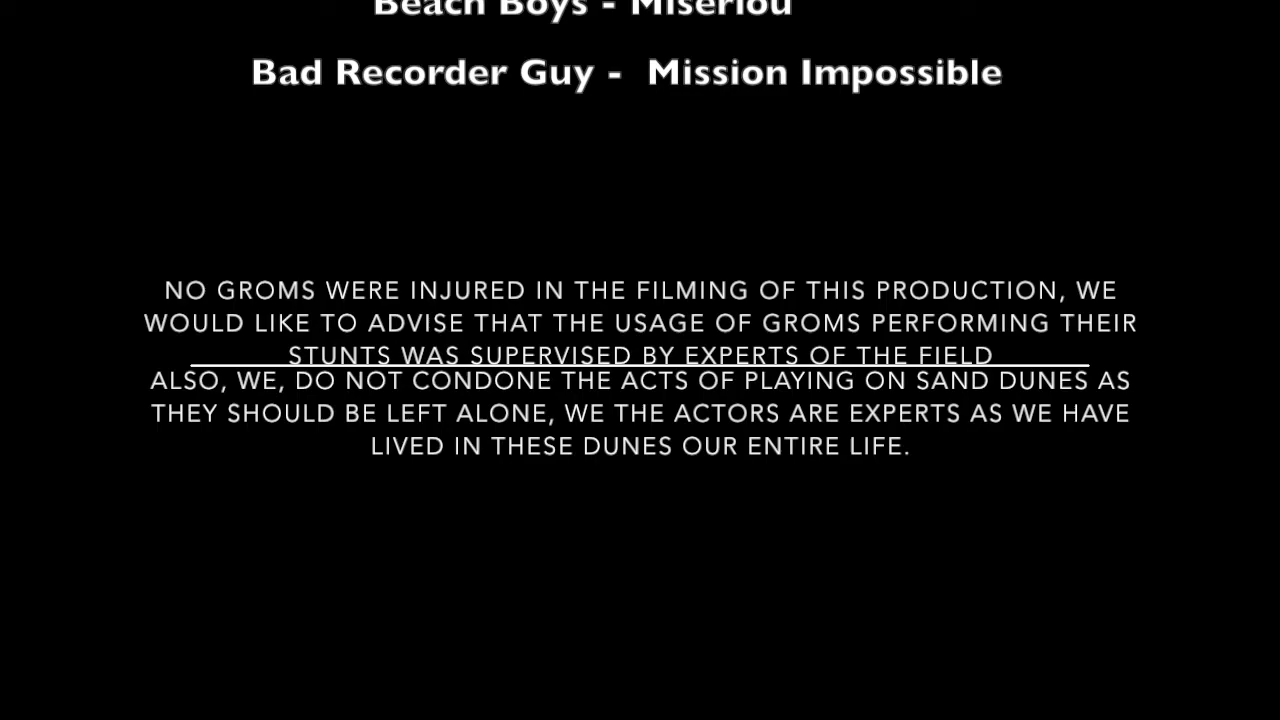 Beach Boys - Miserlou
Bad Recorder Guy -  Mission Impossible
NO GROMS WERE INJURED IN THE FILMING OF THIS PRODUCTION, WE
WOULD LIKE TO ADVISE THAT THE USAGE OF GROMS PERFORMING THEIR
STUNTS WAS SUPERVISED BY EXPERTS OF THE FIELD
ALSO, WE, DO NOT CONDONE THE ACTS OF PLAYING ON SAND DUNES AS
THEY SHOULD BE LEFT ALONE, WE THE ACTORS ARE EXPERTS AS WE HAVE
LIVED IN THESE DUNES OUR ENTIRE LIFE.